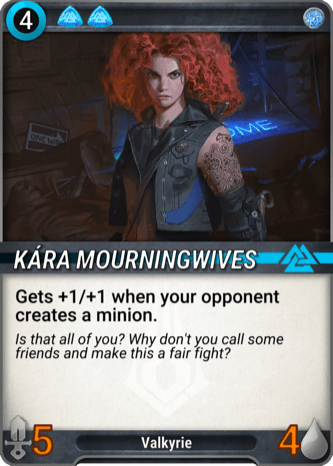 4
KÁRA MOURNINGWIVES
Gets +1/+1 when your opponent
creates a minion.
Is that all of you? Why don't you call some
friends and make this a fair fight?
5
Valkyrie
4